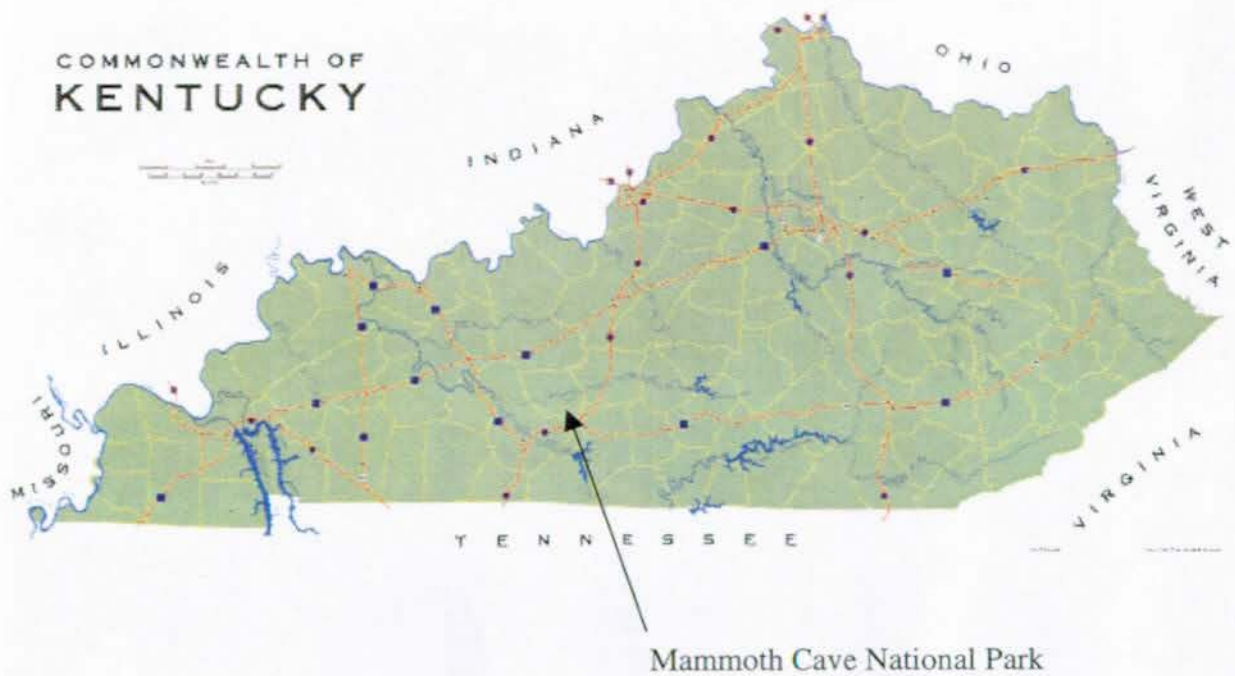 COMMONWEALTH OF
KENTUCKY
OHIO
INDIANA
WEST
VIRGINIA
ILLINOIS
MISSOURI
VIRGINIA
TENNESSEE
Mammoth Cave National Park